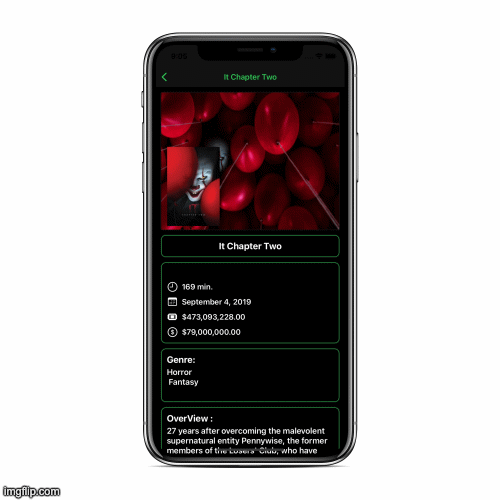 It Chapter Two
It Chapter Two
169 min.
September 4, 2019
$473,093,228.00
$79,000,000.00
Genre:
Horror
Fantasy
OverView :
27 years after overcoming the malevolent
supernatural entity Pennywise, the former
members of the Losers' Club, who have
imgflip.com